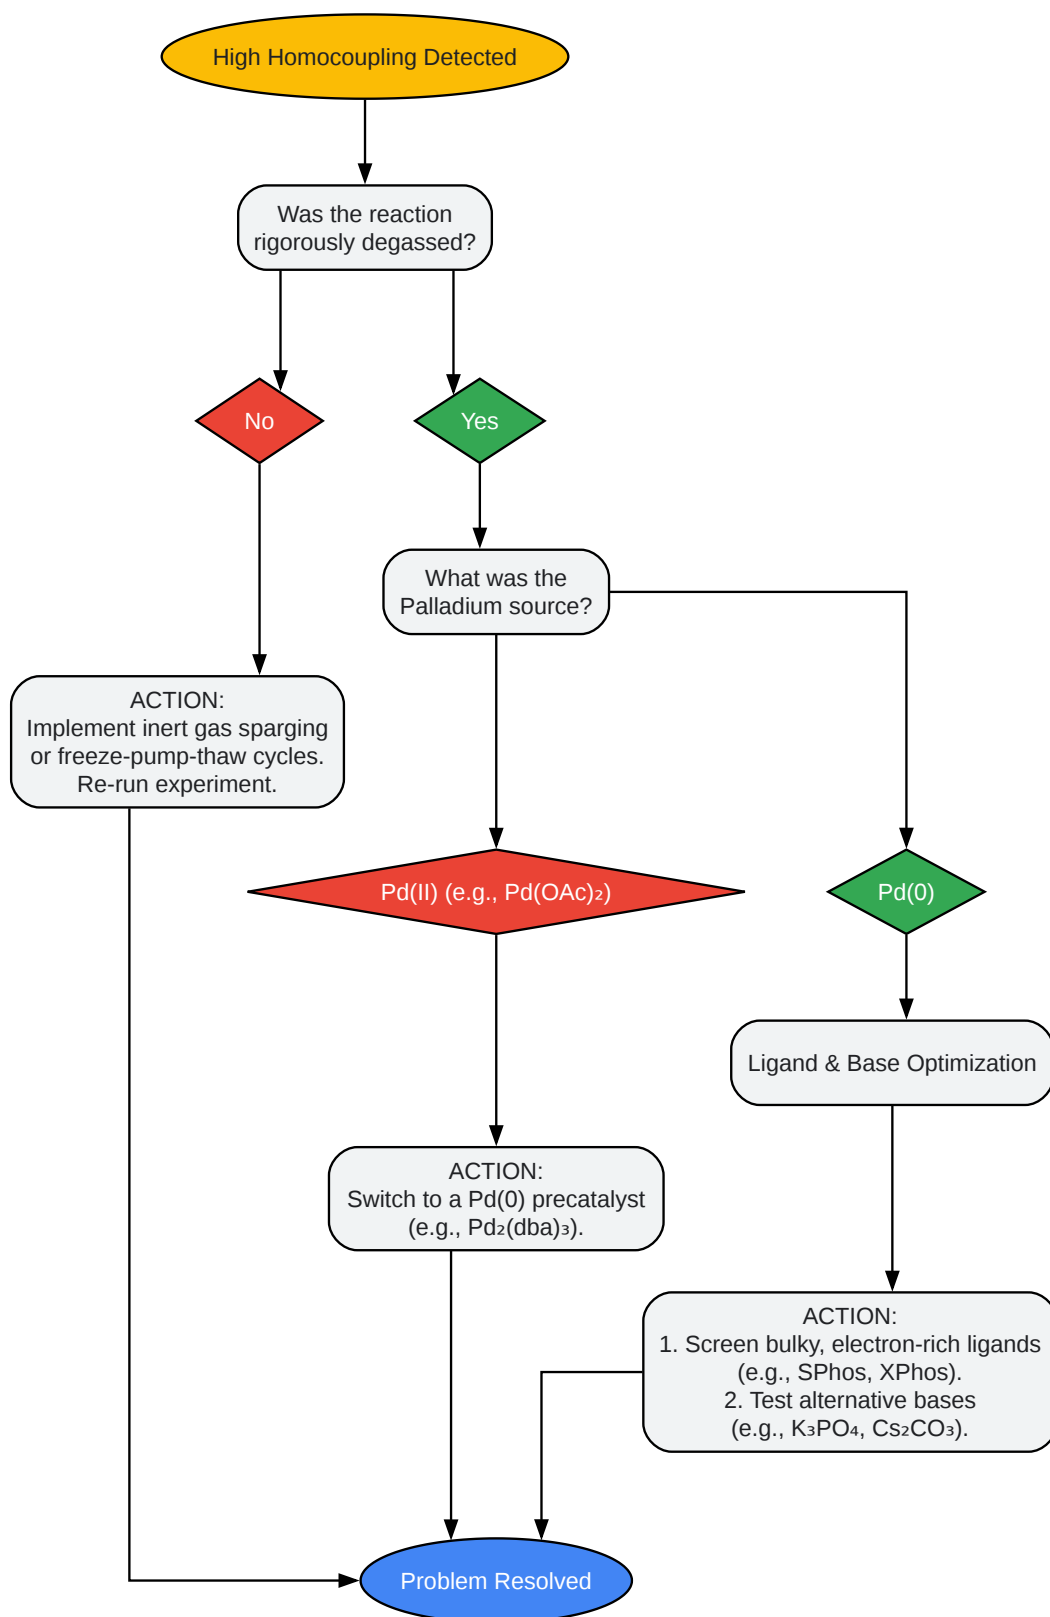 High Homocoupling Detected
Was the reaction
rigorously degassed?
No
Yes
What was the
Palladium source?
ACTION:
Implement inert gas sparging
or freeze-pump-thaw cycles.
Re-run experiment.
Pd(II) (e.g., Pd(OAc)₂)
Pd(0)
Ligand & Base Optimization
ACTION:
Switch to a Pd(0) precatalyst
(e.g., Pd₂(dba)₃).
ACTION:
1. Screen bulky, electron-rich ligands
(e.g., SPhos, XPhos).
2. Test alternative bases
(e.g., K₃PO₄, Cs₂CO₃).
Problem Resolved